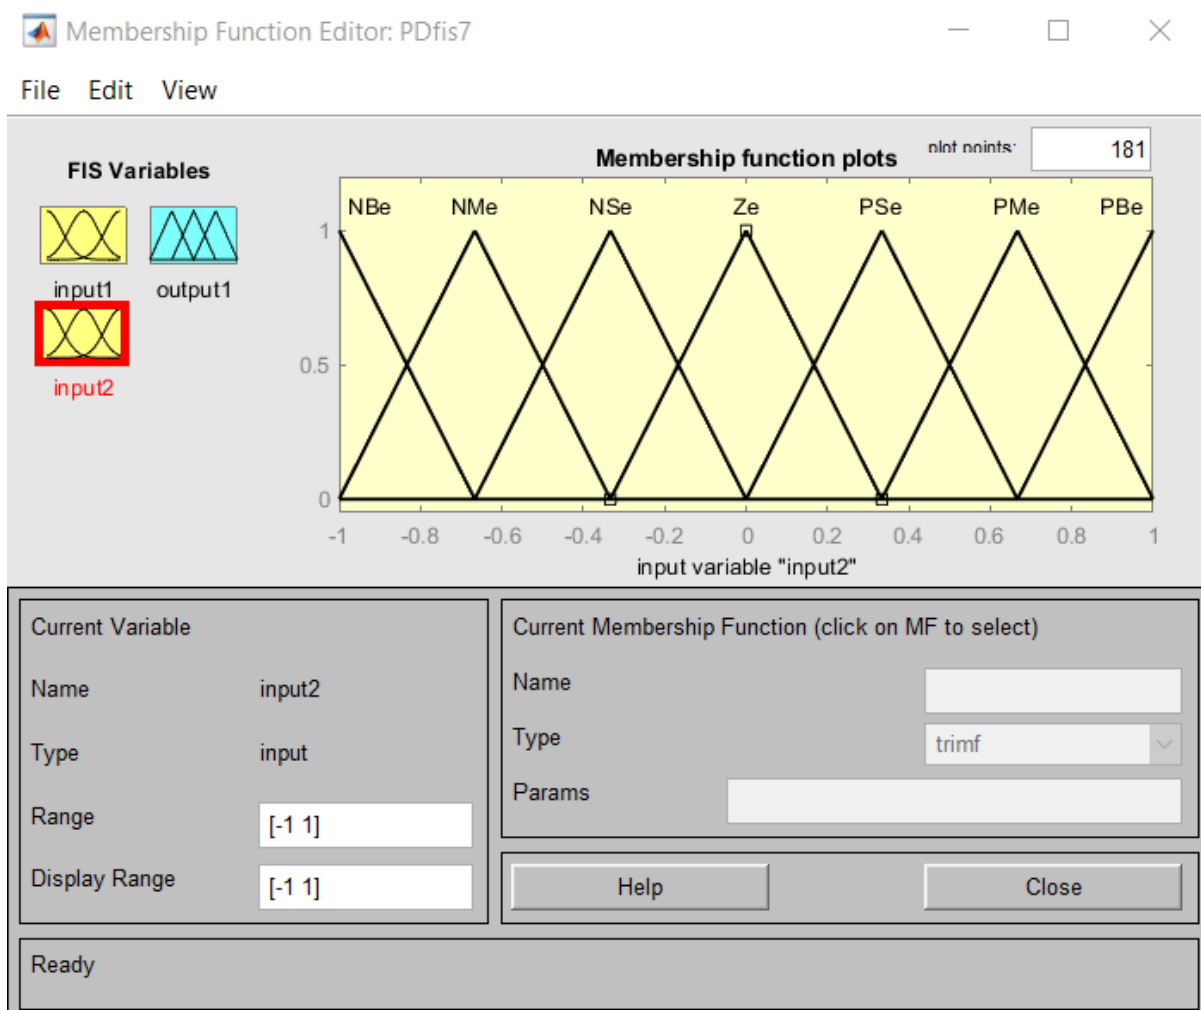 Membership Function Editor: PDfis7
File Edit View
FIS Variables
Membership function plots
plot points:
181
input1
output1
input2
NBe NMe NSe Ze PSe PMe PBe
1
0.5
0
-1 -0.8 -0.6 -0.4 -0.2 0 0.2 0.4 0.6 0.8 1
input variable "input2"
Current Variable
Name input2
Type input
Range [-1 1]
Display Range [-1 1]
Current Membership Function (click on MF to select)
Name
Type trimf
Params
Help Close
Ready